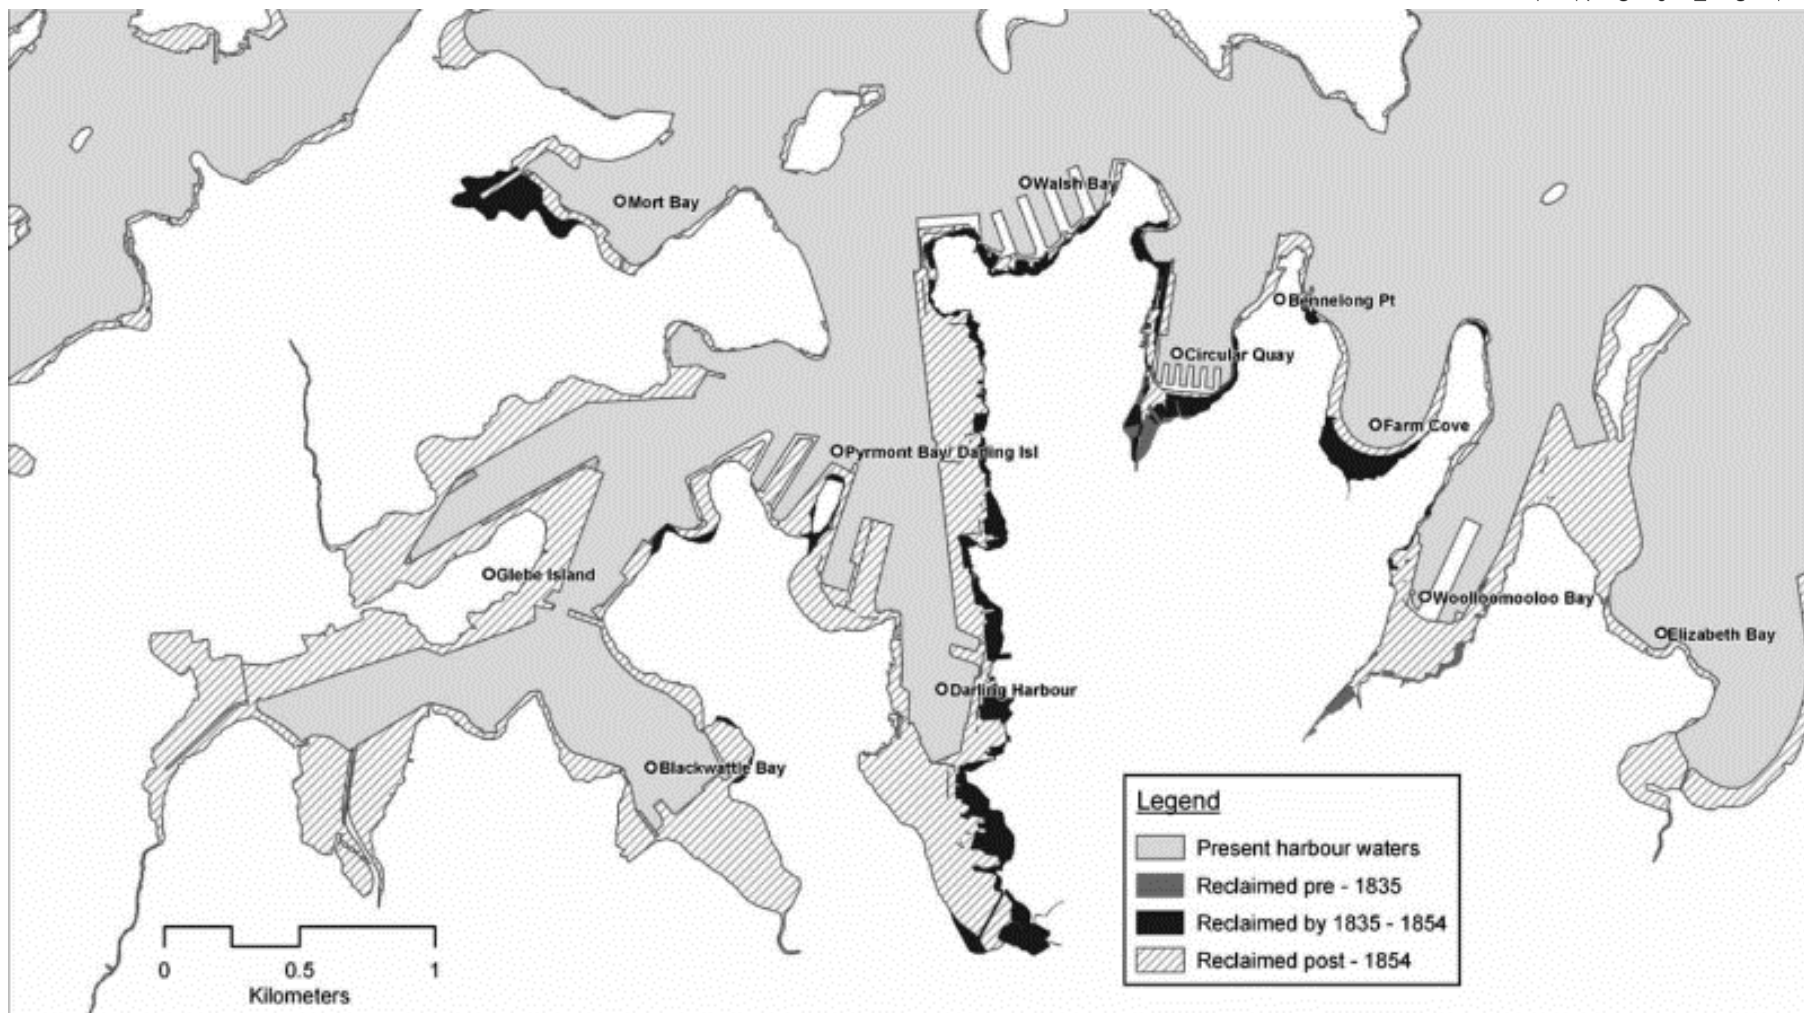 Walsh Bay
Mort Bay
Bennelong Pt
Circular Quay
Farm Cove
Pyrmont Bay/ Darling Isl
Glebe Island
Woolloomooloo Bay
Elizabeth Bay
Darling Harbour
Blackwattle Bay
Legend
Present harbour waters
Reclaimed pre - 1835
Reclaimed by 1835 - 1854
Reclaimed post - 1854
0 0.5 1
Kilometers